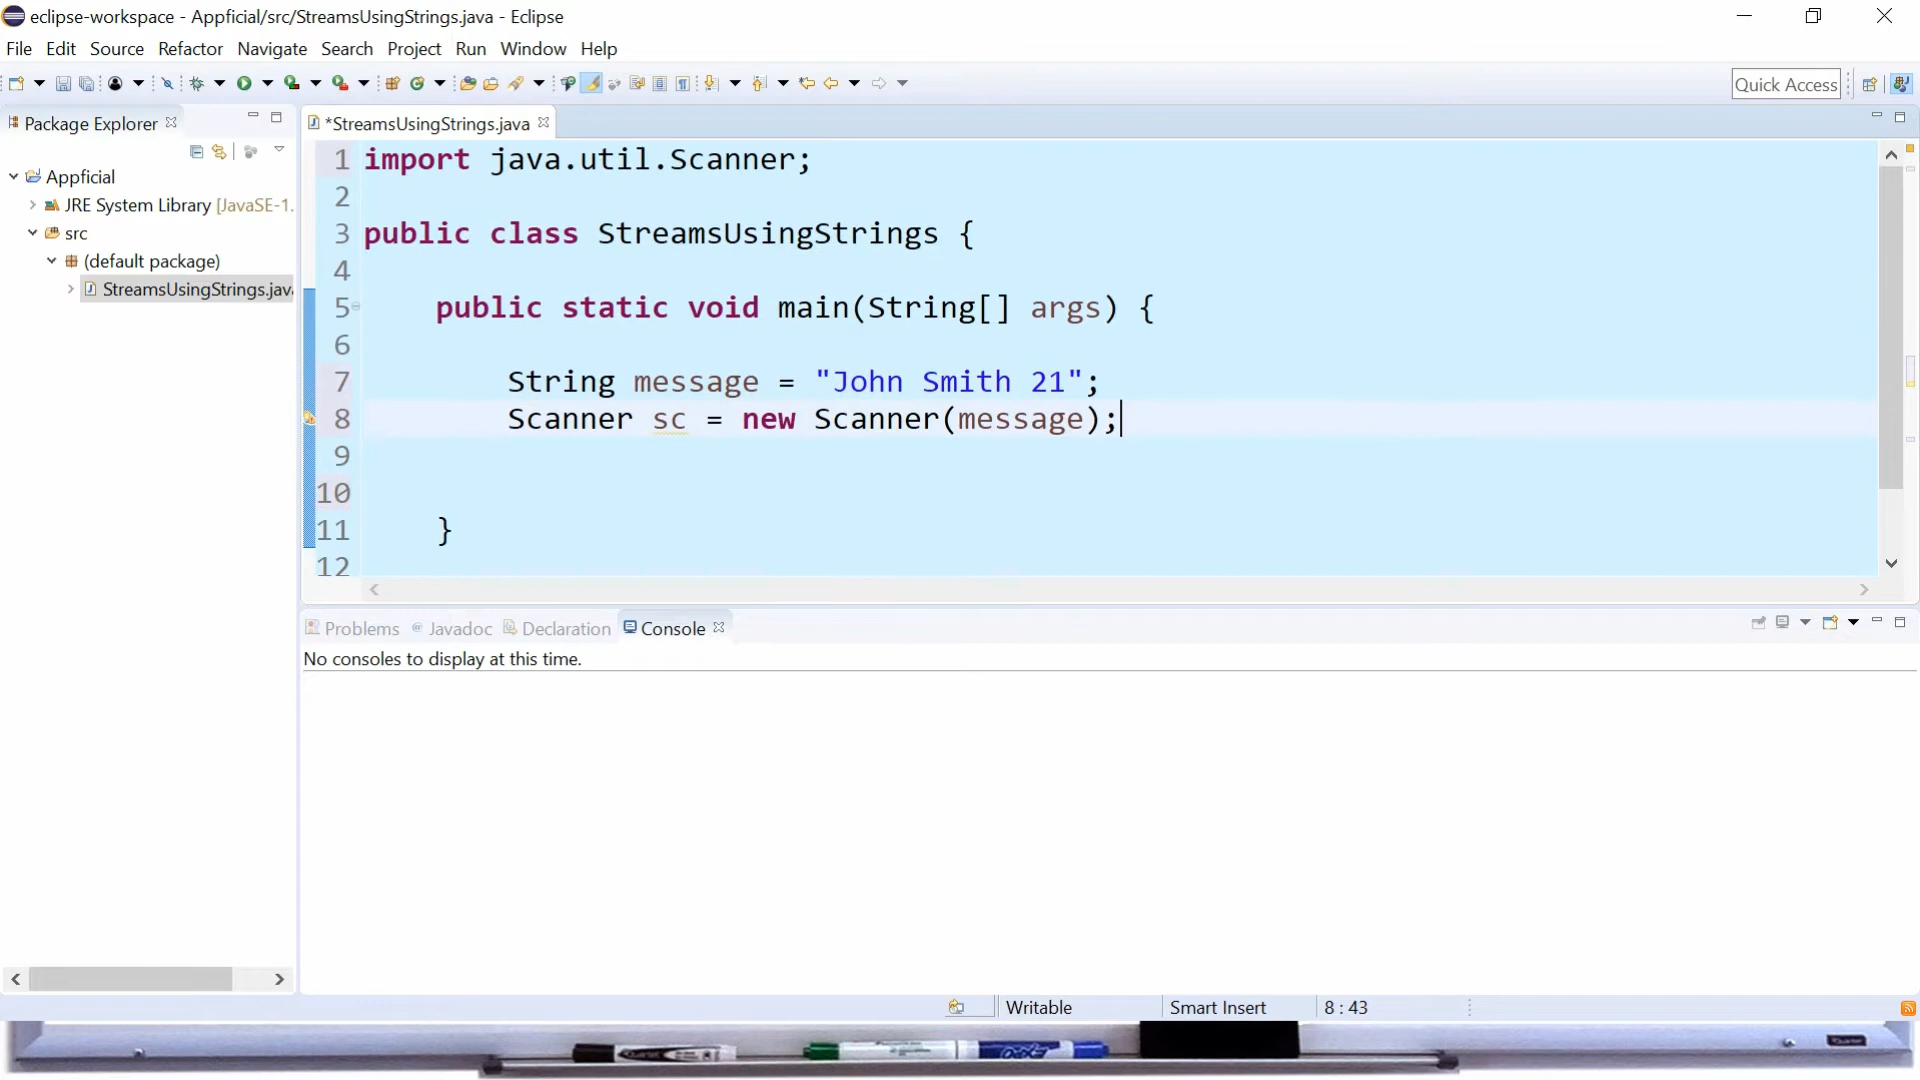 eclipse-workspace - Appficial/src/StreamsUsingStrings.java - Eclipse
File Edit Source Refactor Navigate Search Project Run Window Help
Quick Access
Package Explorer
*StreamsUsingStrings.java
Appficial
JRE System Library [JavaSE-1.
src
(default package)
StreamsUsingStrings.java
1 import java.util.Scanner;
2
3 public class StreamsUsingStrings {
4
5 public static void main(String[] args) {
6
7 String message = "John Smith 21";
8 Scanner sc = new Scanner(message);
9
10
11 }
12
Problems @ Javadoc Declaration Console
No consoles to display at this time.
Writable Smart Insert 8 : 43